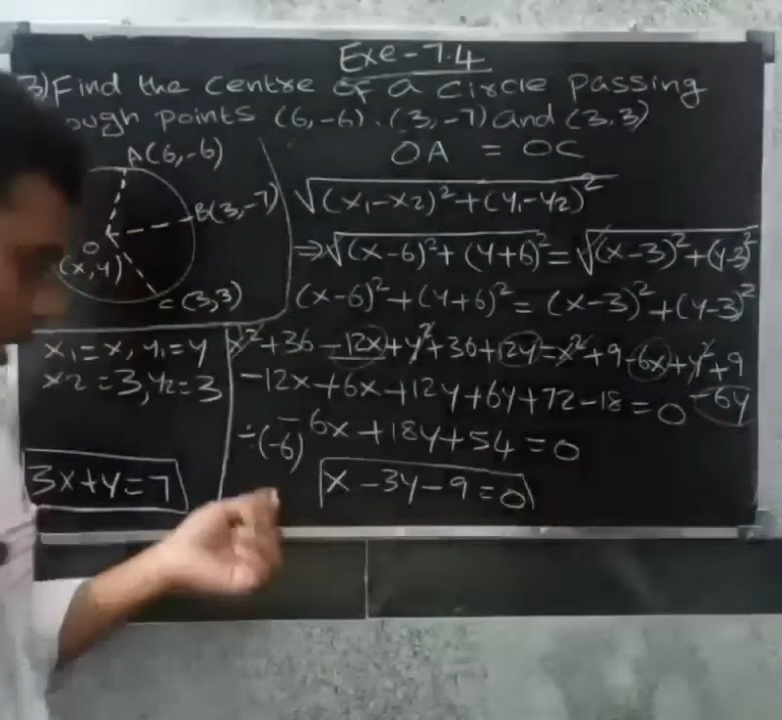 Exe-7.4
3) Find the centre of a circle passing
ough points (6,-6). (3,-7) and (3.3)
A(6,-6)
B(3,-7)
O
(x,y)
C (3,3)
x₁=x, y₁=y
x2=3, y₂=3
3x+y=7
OA = OC
√(x₁-x₂)²+(y₁-y₂)²
⇒√(x-6)²+(y+6)²=√(x-3)²+(y-3)²
(x-6)²+(y+6)²=(x-3)²+(y-3)²
x²+36-12x+y²+36+12y=x²+9-6x+y²+9
-6y
-12x+6x+12y+6y+72-18=0
÷(-6) -6x+18y+54=0
x-3y-9=0